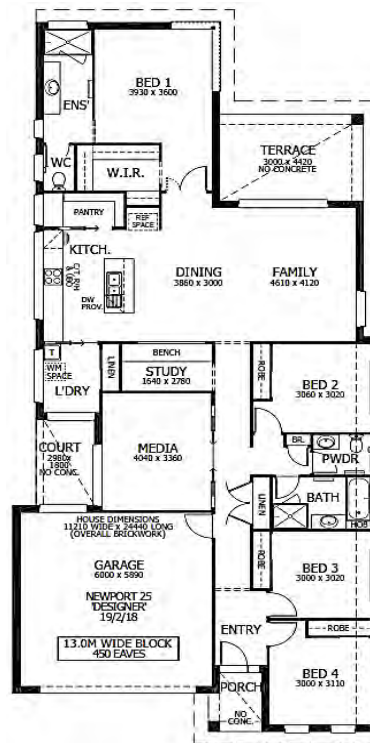 BED 1
3930 x 3600
ENS'
WC
W.I.R.
TERRACE
3000 x 4420
NO CONCRETE
PANTRY
REF
SPACE
KITCH.
DW
PROV.
DINING
3860 x 3000
FAMILY
4610 x 4120
T
WM
SPACE
L'DRY
LINEN
BENCH
STUDY
1640 x 2780
ROBE
BED 2
3060 x 3020
COURT
2980x
1800
NO CONC.
MEDIA
4040 x 3360
BR.
PWDR
LINEN
BATH
HOB
HOUSE DIMENSIONS
11210 WIDE x 24440 LONG
(OVERALL BRICKWORK)
GARAGE
6000 x 5890
NEWPORT 25
'DESIGNER'
19/2/18
13.0M WIDE BLOCK
450 EAVES
ROBE
BED 3
3000 x 3020
ENTRY
ROBE
BED 4
3000 x 3110
PORCH
NO
CONC.